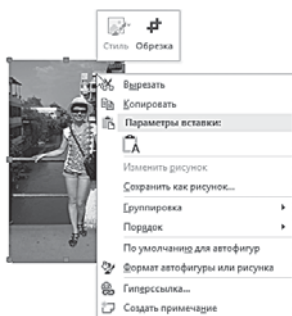 Стиль Обрезка
Вырезать
Копировать
Параметры вставки:
Изменить рисунок
Сохранить как рисунок...
Группировка
Порядок
По умолчанию для автофигур
Формат автофигуры или рисунка
Гиперссылка...
Создать примечание